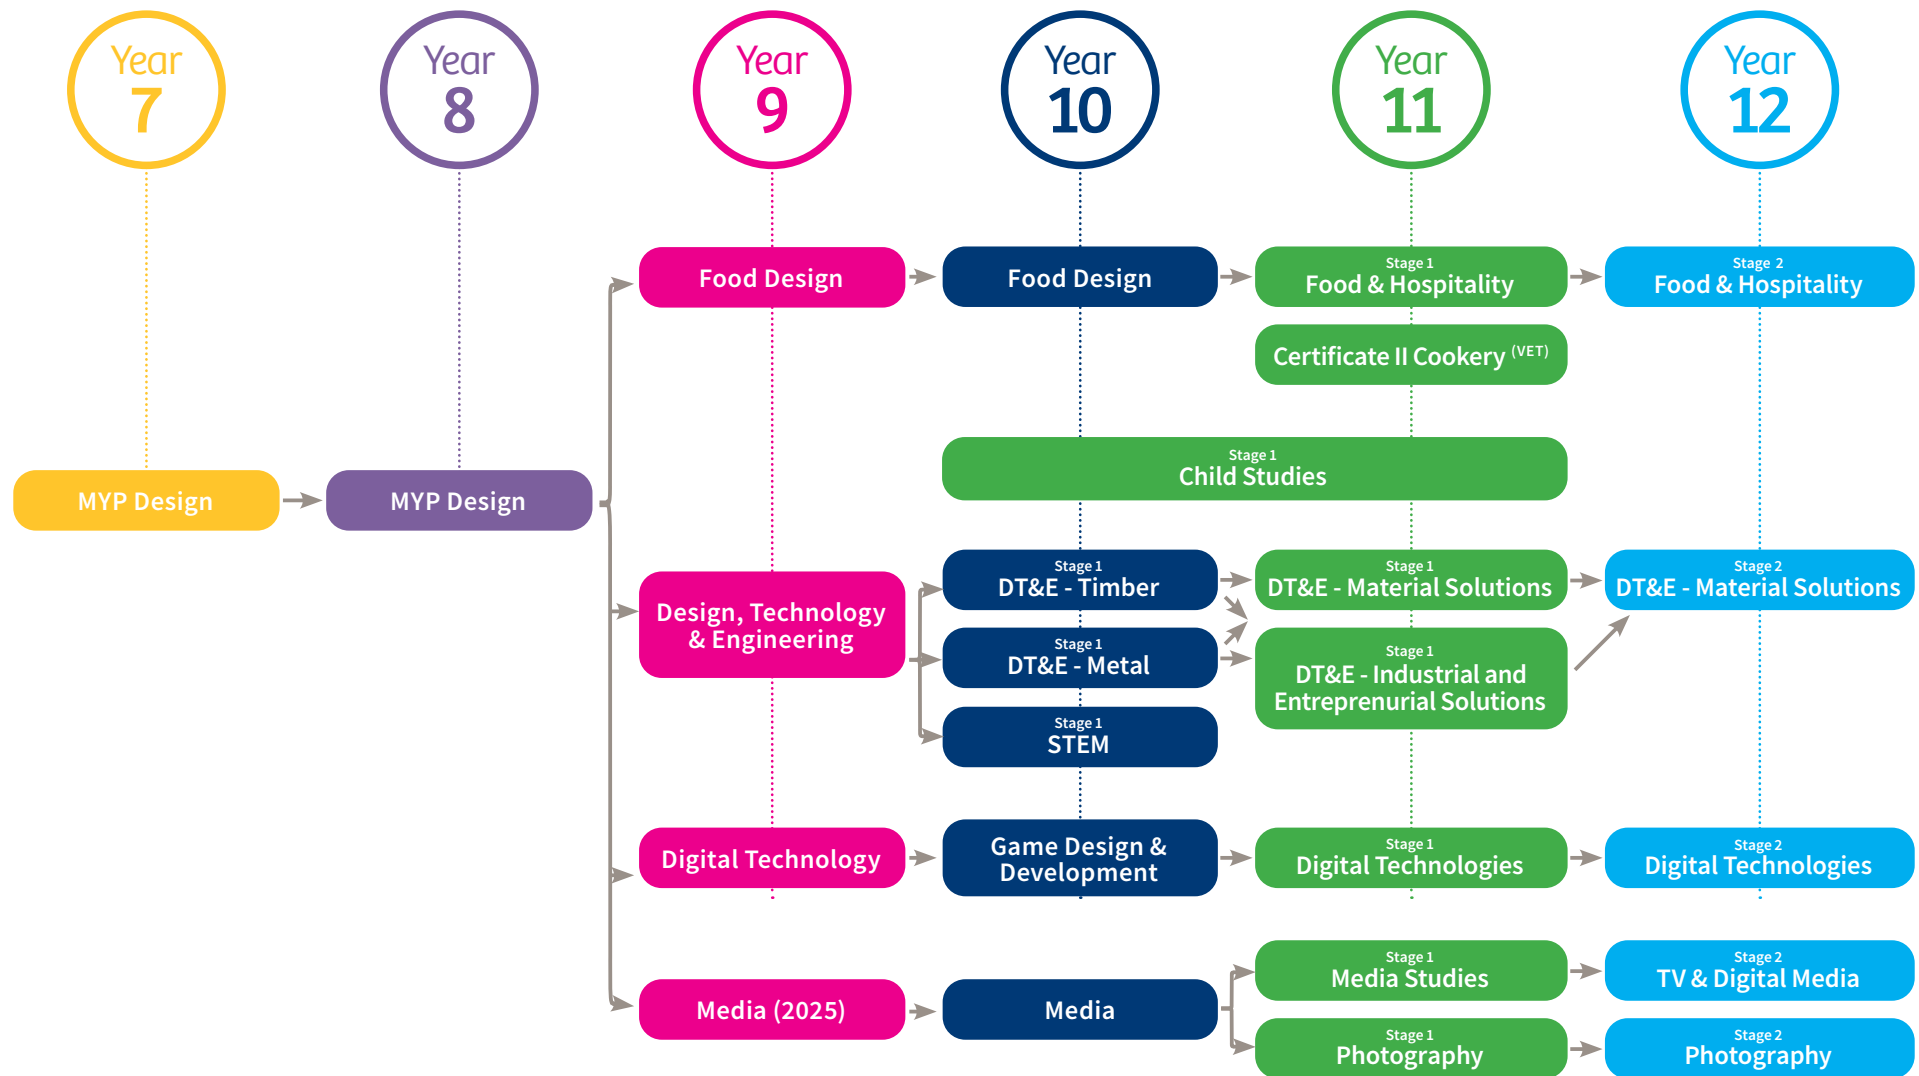 Year
7
Year
8
Year
9
Year
10
Year
11
Year
12
Food Design
Food Design
Stage 1
Food & Hospitality
Stage 2
Food & Hospitality
Certificate II Cookery (VET)
Stage 1
Child Studies
MYP Design
MYP Design
Design, Technology
& Engineering
Stage 1
DT&E - Timber
Stage 1
DT&E - Material Solutions
Stage 2
DT&E - Material Solutions
Stage 1
DT&E - Metal
Stage 1
DT&E - Industrial and
Entreprenurial Solutions
Stage 1
STEM
Digital Technology
Game Design &
Development
Stage 1
Digital Technologies
Stage 2
Digital Technologies
Media (2025)
Media
Stage 1
Media Studies
Stage 2
TV & Digital Media
Stage 1
Photography
Stage 2
Photography